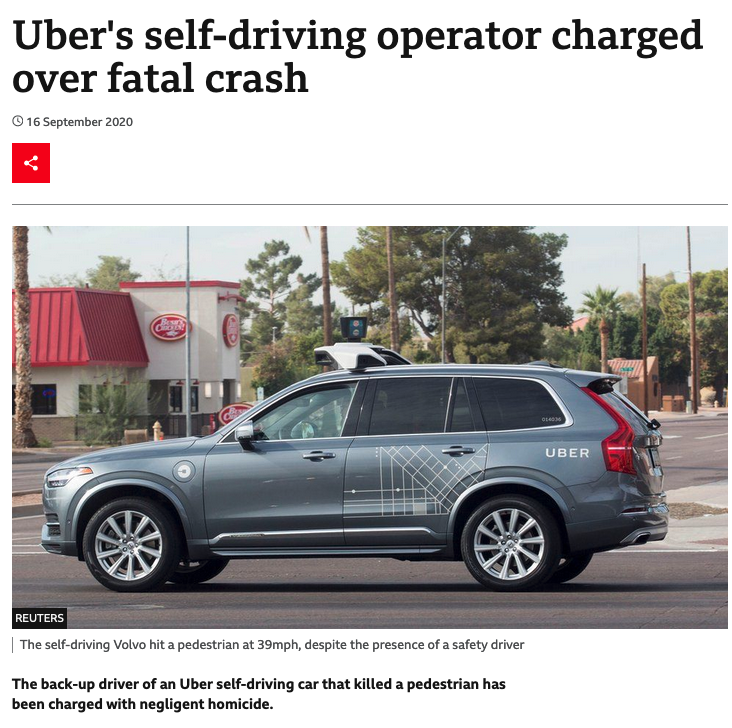 Uber's self-driving operator charged
over fatal crash
16 September 2020
UBER
014036
REUTERS
The self-driving Volvo hit a pedestrian at 39mph, despite the presence of a safety driver
The back-up driver of an Uber self-driving car that killed a pedestrian has
been charged with negligent homicide.